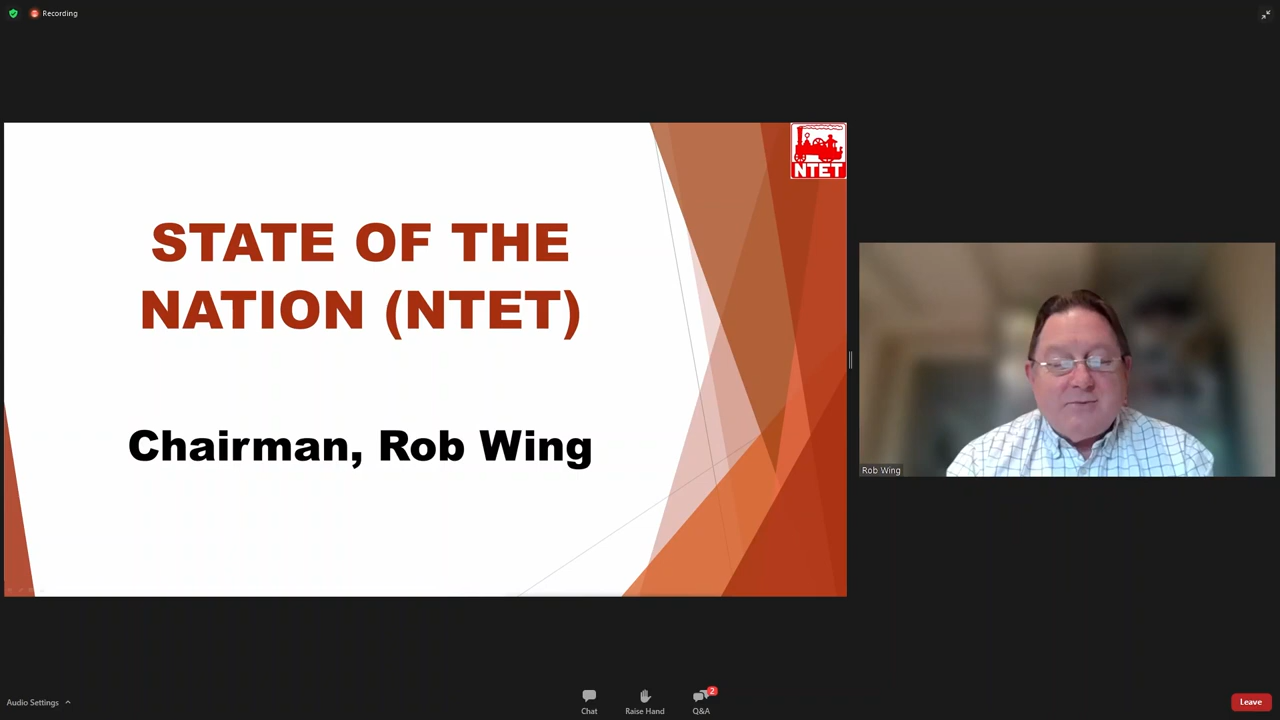 Recording
NTET
STATE OF THE
NATION (NTET)
Chairman, Rob Wing
Rob Wing
Audio Settings
Chat
Raise Hand
2
Q&A
Leave